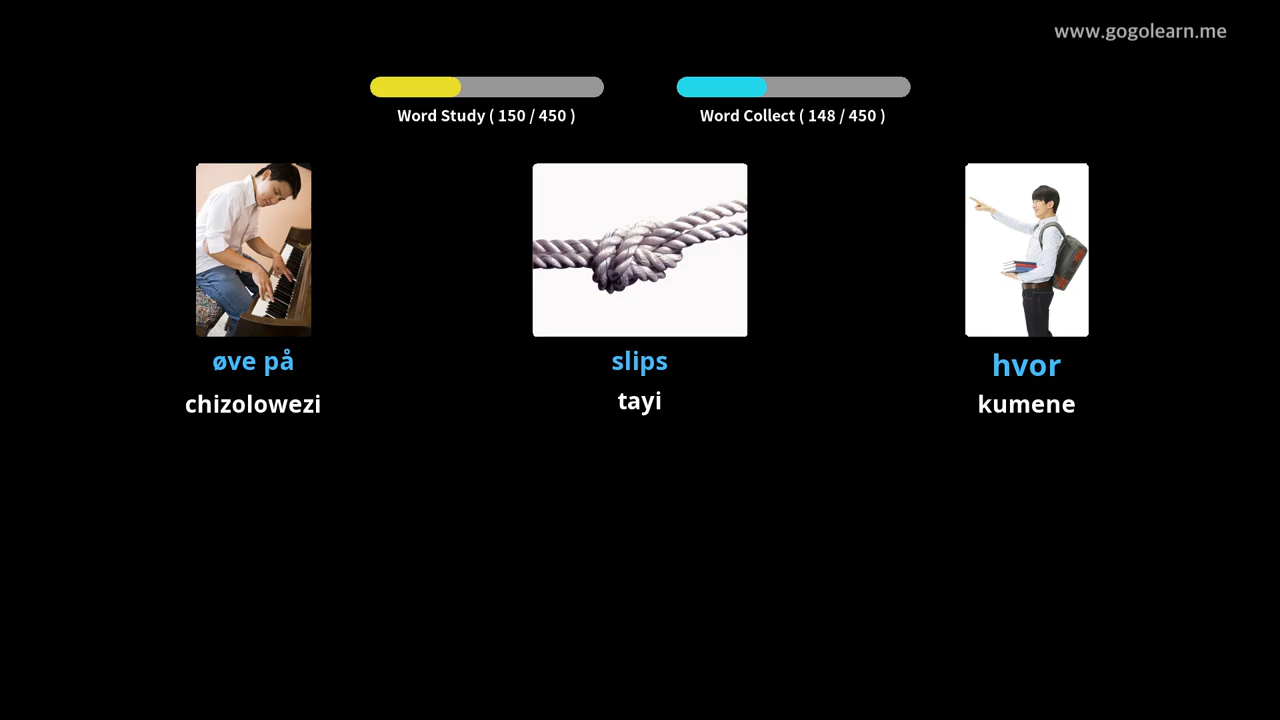 www.gogolearn.me
Word Study ( 150 / 450 )
Word Collect ( 148 / 450 )
øve på
slips
hvor
chizolowezi
tayi
kumene